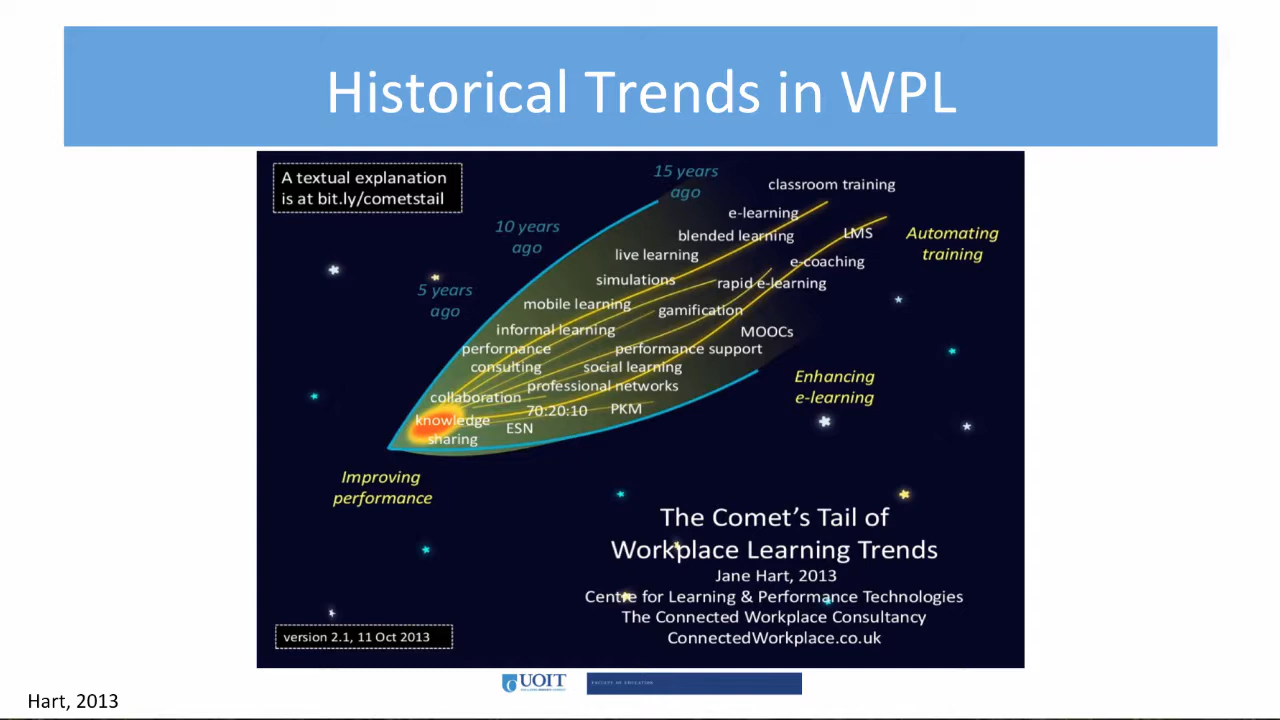 Historical Trends in WPL
A textual explanation
is at bit.ly/cometstail
15 years
ago
10 years
ago
5 years
ago
classroom training
e-learning
blended learning
LMS
Automating
training
live learning
e-coaching
simulations
rapid e-learning
mobile learning
gamification
informal learning
MOOCs
performance
consulting
performance support
social learning
Enhancing
e-learning
professional networks
collaboration
70:20:10
PKM
knowledge
sharing
ESN
Improving
performance
The Comet's Tail of
Workplace Learning Trends
Jane Hart, 2013
Centre for Learning & Performance Technologies
The Connected Workplace Consultancy
ConnectedWorkplace.co.uk
version 2.1, 11 Oct 2013
UOIT
FACULTY OF EDUCATION
Hart, 2013